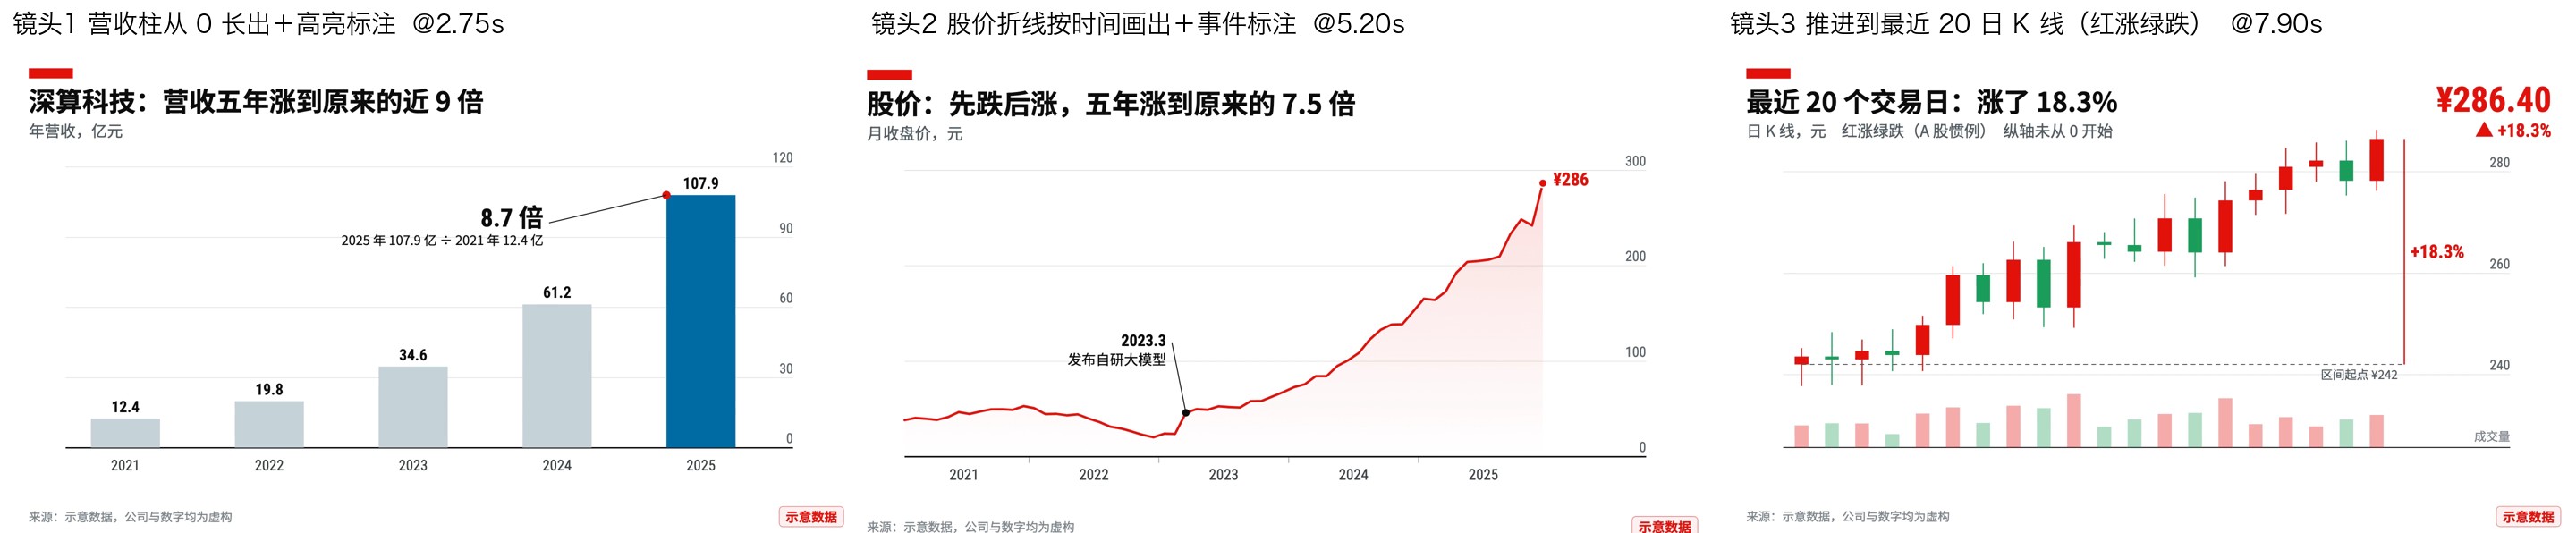 镜头1 营收柱从 0 长出+高亮标注 @2.75s
深算科技：营收五年涨到原来的近 9 倍
年营收，亿元
120
90
60
30
0
12.4
19.8
34.6
61.2
107.9
8.7 倍
2025 年 107.9 亿 ÷ 2021 年 12.4 亿
2021
2022
2023
2024
2025
来源：示意数据，公司与数字均为虚构
示意数据
镜头2 股价折线按时间画出+事件标注 @5.20s
股价：先跌后涨，五年涨到原来的 7.5 倍
月收盘价，元
300
200
100
0
¥286
2023.3
发布自研大模型
2021
2022
2023
2024
2025
来源：示意数据，公司与数字均为虚构
示意数据
镜头3 推进到最近 20 日 K 线（红涨绿跌） @7.90s
最近 20 个交易日：涨了 18.3%
日 K 线，元 红涨绿跌（A 股惯例） 纵轴未从 0 开始
¥286.40
▲ +18.3%
280
260
240
+18.3%
区间起点 ¥242
成交量
来源：示意数据，公司与数字均为虚构
示意数据